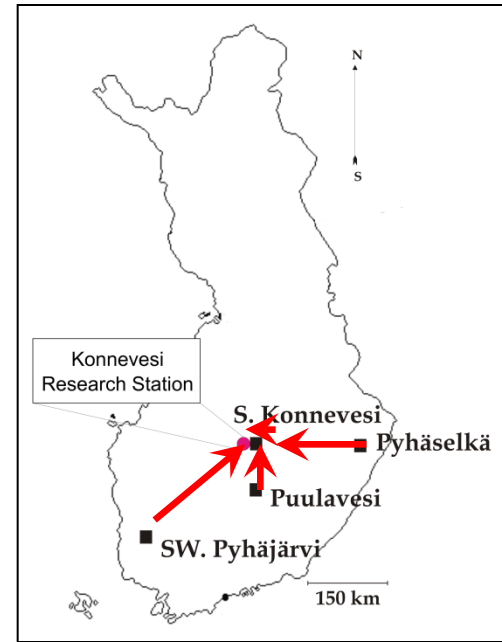 N
S
Konnevesi
Research Station
S. Konnevesi
Pyhäselkä
Puulavesi
SW. Pyhäjärvi
150 km